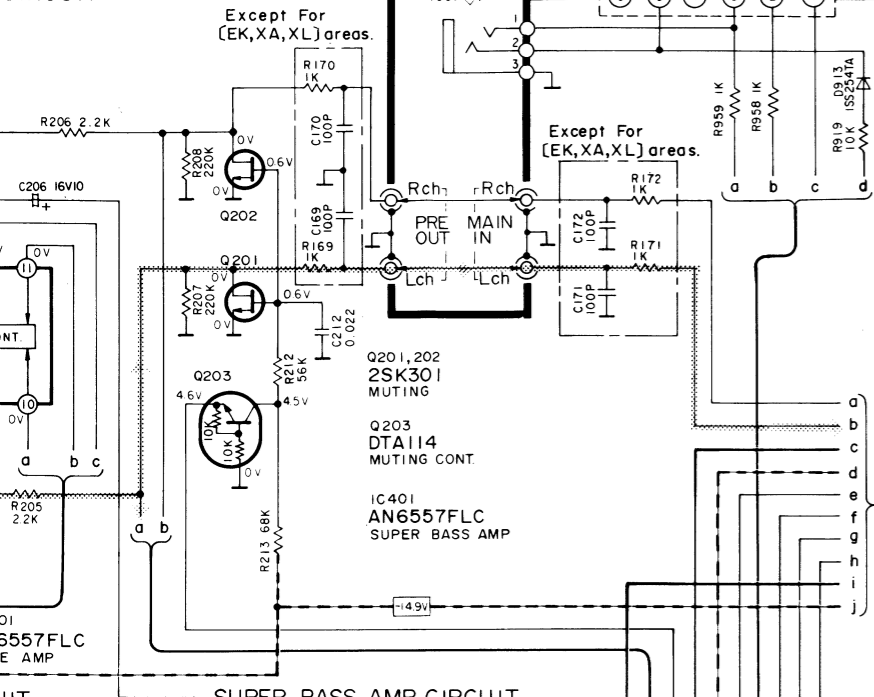 Except For
[EK,XA,XL] areas.
1
2
3
R170
1K
R206 2.2K
R208
220K
0V
0.6V
0V
Q202
C170
100P
C169
100P
R169
1K
C206 16V10
+
0V
11
NT.
10
0V
a b c
Q201
0V
0.6V
0V
R207
220K
C212
0.022
R212
56K
Q203
4.6V
4.5V
10K
10K
0V
R213 68K
R205
2.2K
a b
Rch
PRE
OUT
Lch
Rch
MAIN
IN
Lch
Except For
[EK,XA,XL] areas.
R172
1K
C172
100P
R171
1K
C171
100P
R959 1K
R958 1K
D913
1SS254TA
R919
10K
a b c d
Q201,202
2SK301
MUTING
Q203
DTA114
MUTING CONT.
IC401
AN6557FLC
SUPER BASS AMP
-14.9V
a
b
c
d
e
f
g
h
i
j
01
6557FLC
E AMP
SUPER BASS AMP CIRCUIT